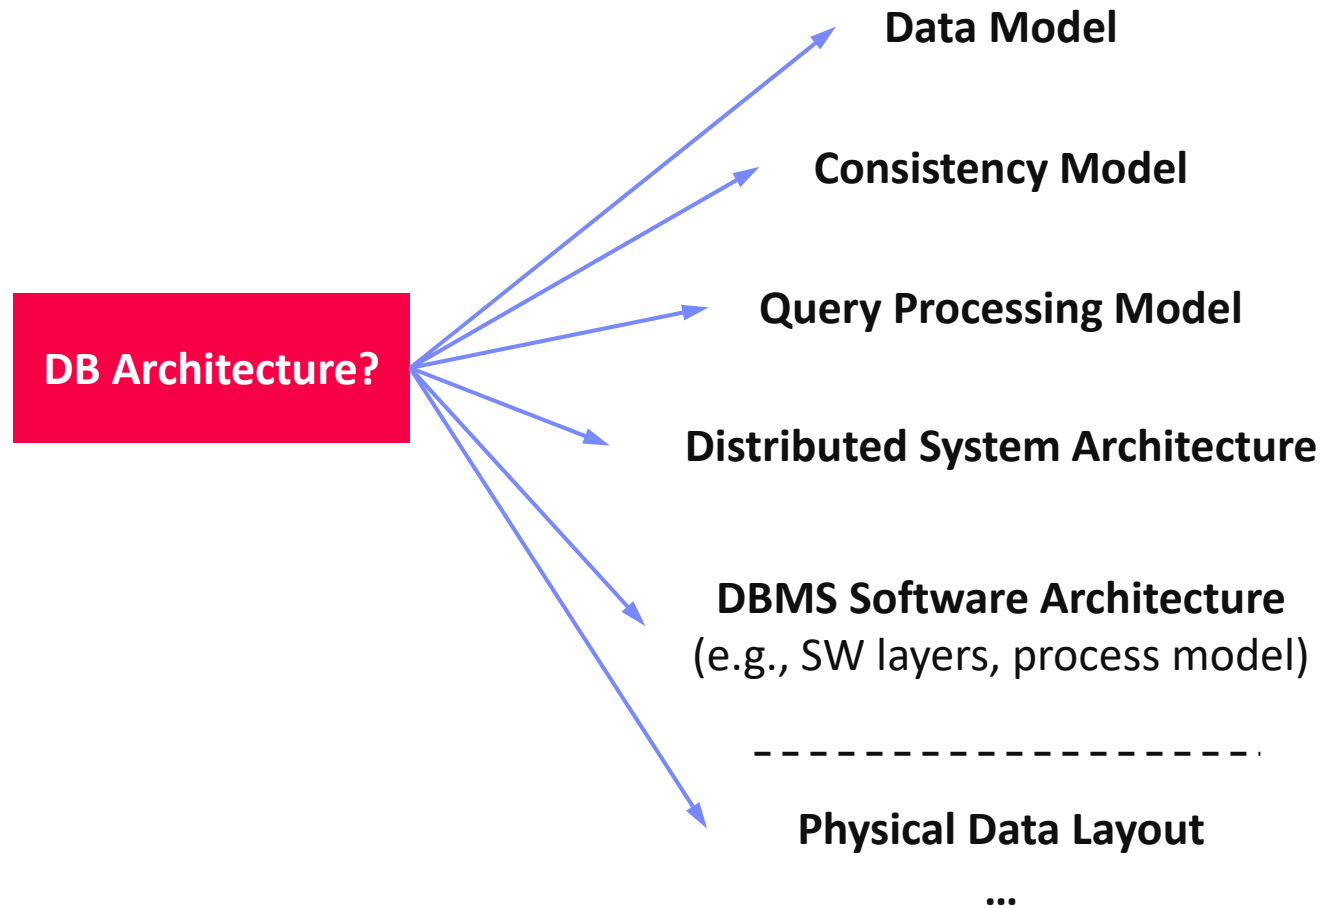 Data Model
Consistency Model
Query Processing Model
DB Architecture?
Distributed System Architecture
DBMS Software Architecture
(e.g., SW layers, process model)
Physical Data Layout
...